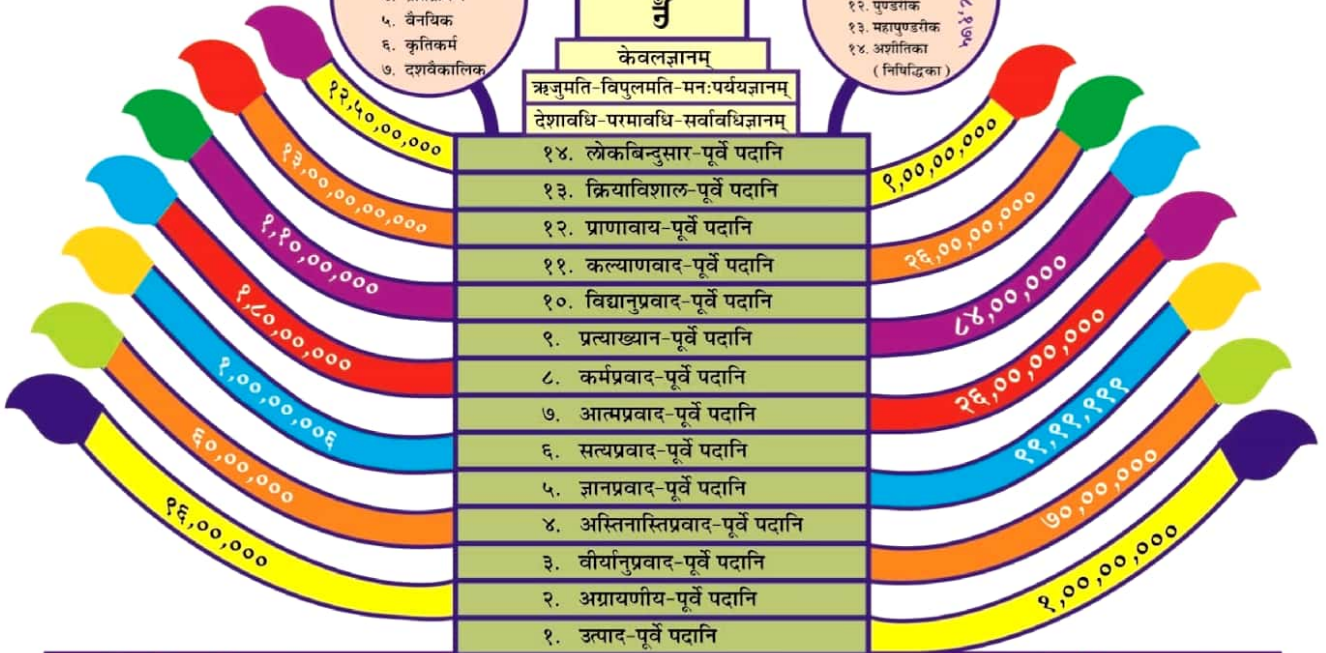 ५. वैनयिक
६. कृतिकर्म
७. दशवैकालिक
१२. पुण्डरीक
१३. महापुण्डरीक
१४. अशीतिका
(निषिद्धिका)
केवलज्ञानम्
ऋजुमति-विपुलमति-मनःपर्ययज्ञानम्
देशावधि-परमावधि-सर्वावधिज्ञानम्
१४. लोकबिन्दुसार-पूर्वे पदानि
१३. क्रियाविशाल-पूर्वे पदानि
१२. प्राणावाय-पूर्वे पदानि
११. कल्याणवाद-पूर्वे पदानि
१०. विद्यानुप्रवाद-पूर्वे पदानि
९. प्रत्याख्यान-पूर्वे पदानि
८. कर्मप्रवाद-पूर्वे पदानि
७. आत्मप्रवाद-पूर्वे पदानि
६. सत्यप्रवाद-पूर्वे पदानि
५. ज्ञानप्रवाद-पूर्वे पदानि
४. अस्तिनास्तिप्रवाद-पूर्वे पदानि
३. वीर्यानुप्रवाद-पूर्वे पदानि
२. अग्रायणीय-पूर्वे पदानि
१. उत्पाद-पूर्वे पदानि
१२,५०,००,०००
१३,००,००,०००
१,१०,००,०००
१,८०,००,०००
१,००,००,००६
६०,००,०००
९६,००,०००
९,००,००,०००
२६,००,००,०००
८४,००,०००
२६,००,००,०००
९९,९९,९९९
७०,००,०००
१,००,००,०००